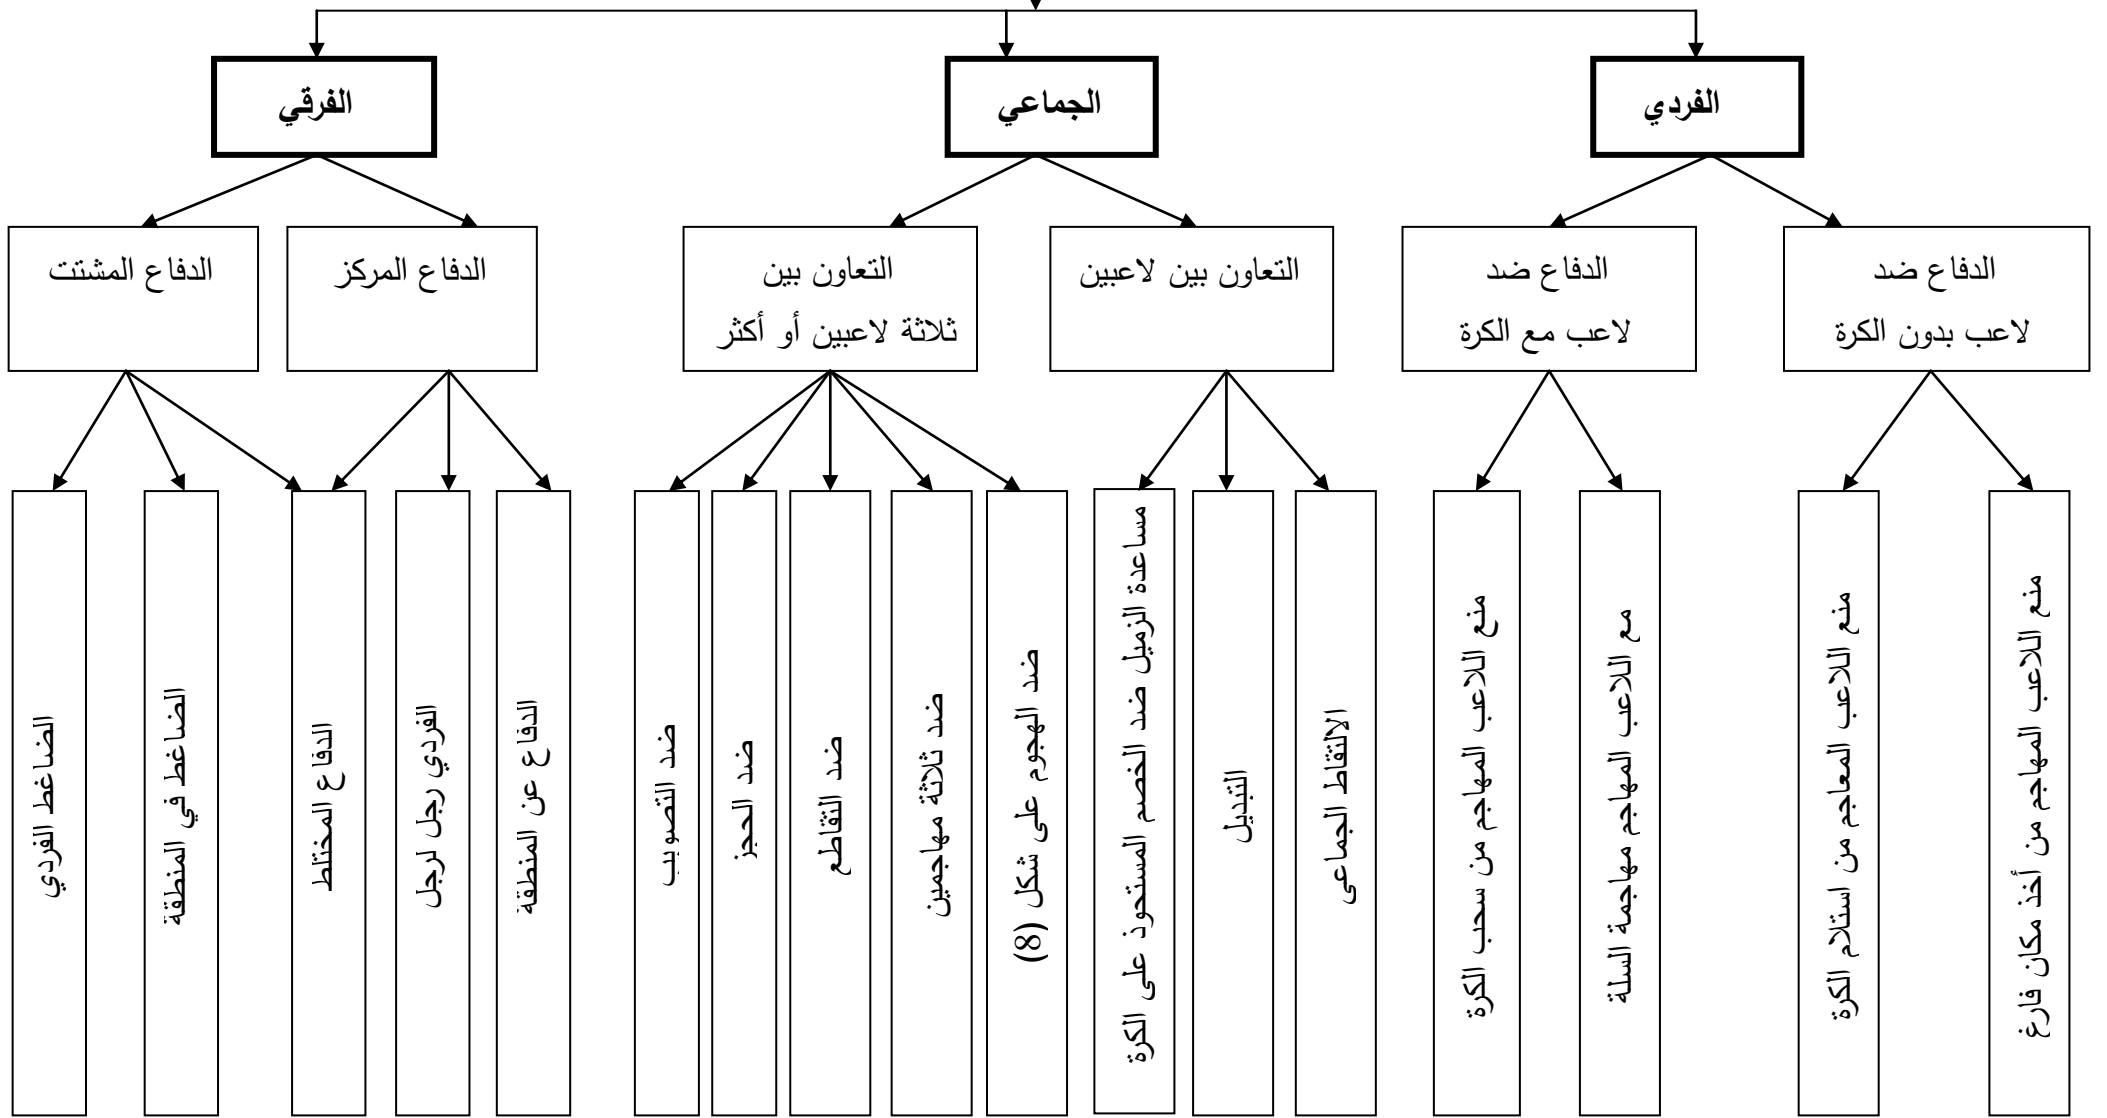 الفردي
الجماعي
الفرقي
الدفاع ضد
لاعب بدون الكرة
الدفاع ضد
لاعب مع الكرة
التعاون بين لاعبين
التعاون بين
ثلاثة لاعبين أو أكثر
الدفاع المركز
الدفاع المشتت
منع اللاعب المهاجم من أخذ مكان فارغ
منع اللاعب المعاجم من استلام الكرة
مع اللاعب المهاجم مهاجمة السلة
منع اللاعب المهاجم من سحب الكرة
الالتقاط الجماعى
التبديل
مساعدة الزميل ضد الخصم المستحوذ على الكرة
ضد الهجوم على شكل (8)
ضد ثلاثة مهاجمين
ضد التقاطع
ضد الحجز
ضد التصويب
الدفاع عن المنطقة
الفردي رجل لرجل
الدفاع المختلط
الضاغط في المنطقة
الضاغط الفردي